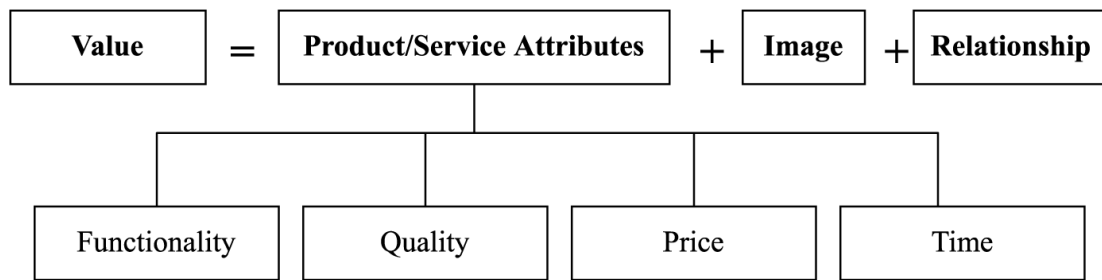 Value = Product/Service Attributes + Image + Relationship
Functionality Quality Price Time